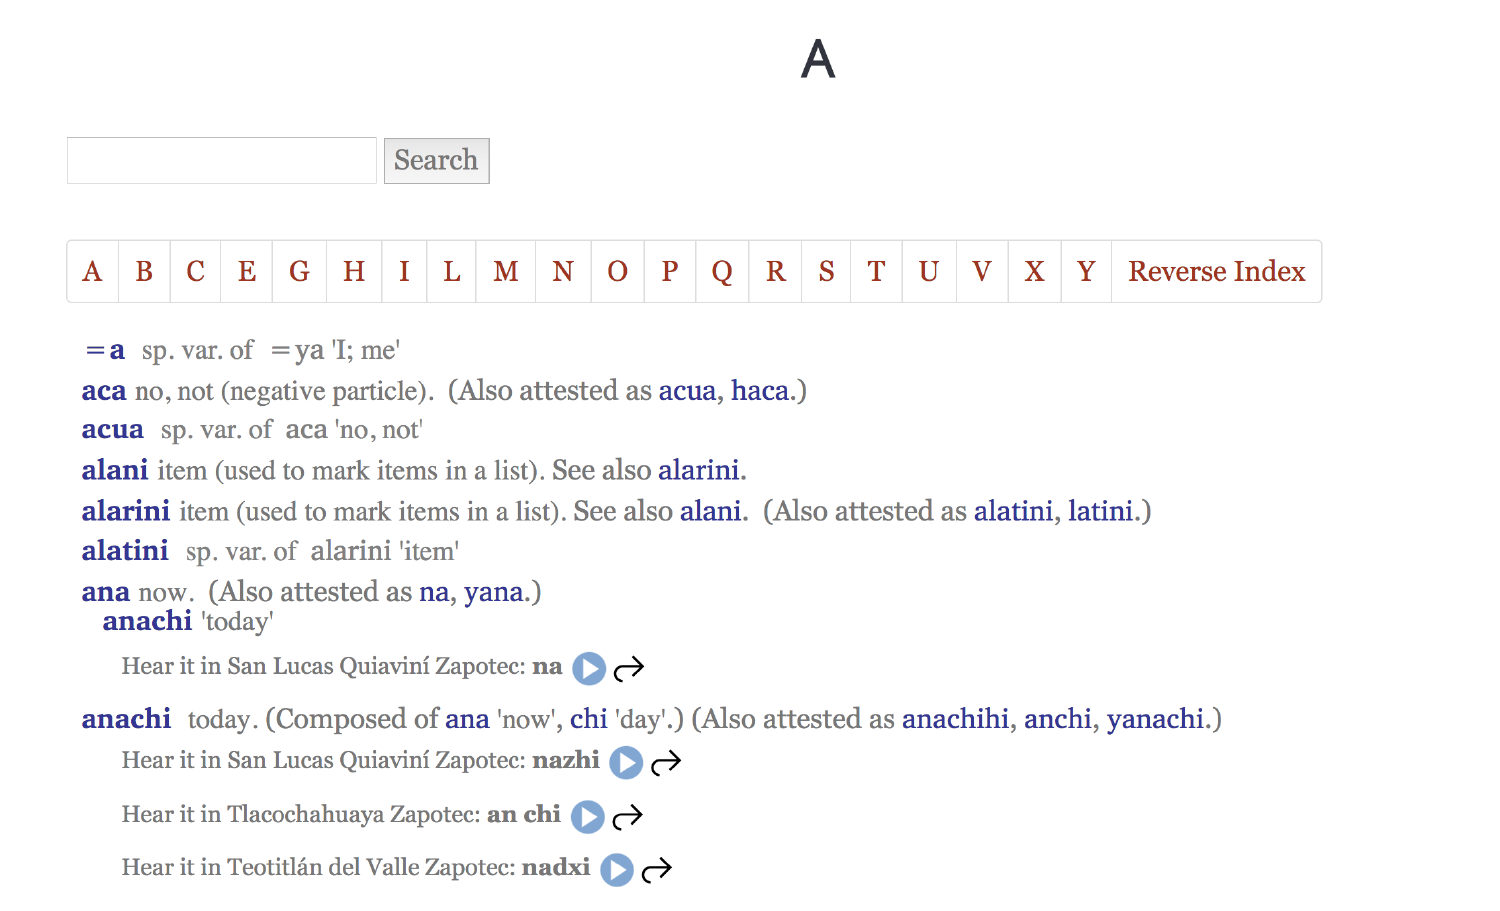 A
Search
A B C E G H I L M N O P Q R S T U V X Y Reverse Index
=a sp. var. of =ya 'I; me'
aca no, not (negative particle). (Also attested as acua, haca.)
acua sp. var. of aca 'no, not'
alani item (used to mark items in a list). See also alarini.
alarini item (used to mark items in a list). See also alani. (Also attested as alatini, latini.)
alatini sp. var. of alarini 'item'
ana now. (Also attested as na, yana.)
anachi 'today'
Hear it in San Lucas Quiaviní Zapotec: na
anachi today. (Composed of ana 'now', chi 'day'.) (Also attested as anachihi, anchi, yanachi.)
Hear it in San Lucas Quiaviní Zapotec: nazhi
Hear it in Tlacochahuaya Zapotec: an chi
Hear it in Teotitlán del Valle Zapotec: nadxi